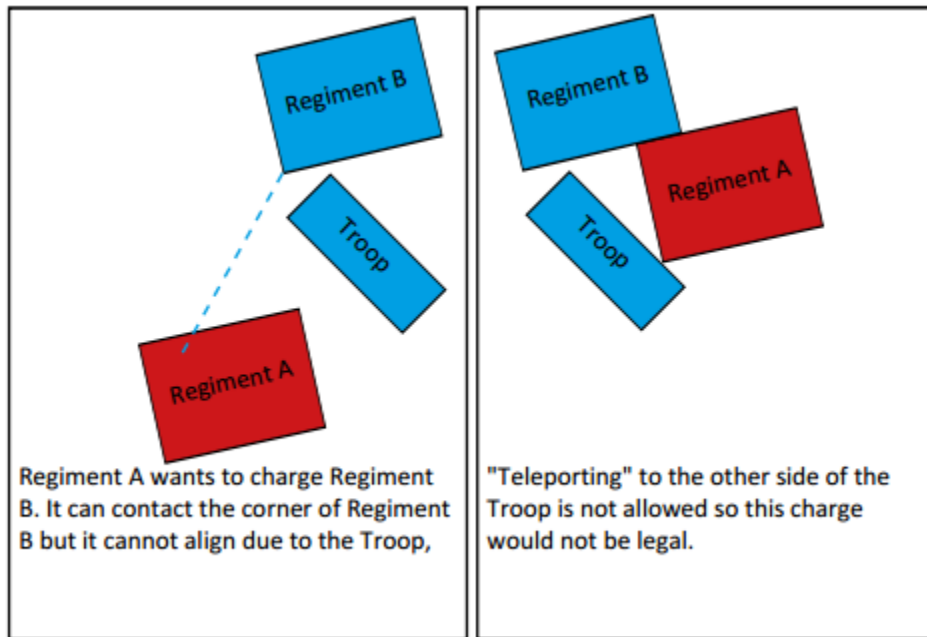 Regiment B
Troop
Regiment A
Regiment A wants to charge Regiment
B. It can contact the corner of Regiment
B but it cannot align due to the Troop,
Regiment B
Regiment A
Troop
"Teleporting" to the other side of the
Troop is not allowed so this charge
would not be legal.